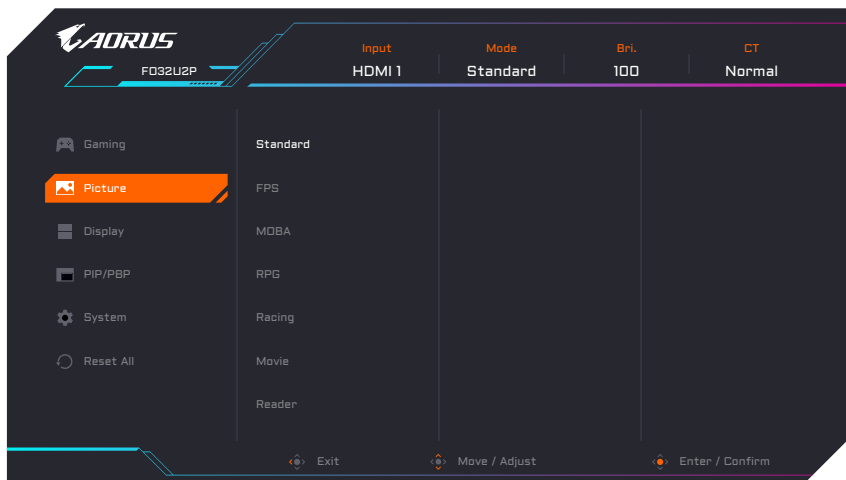 AORUS
FO32U2P
Input Mode Bri. CT
HDMI 1 Standard 100 Normal
Gaming Standard
Picture FPS
Display MOBA
PIP/PBP RPG
System Racing
Reset All Movie
Reader
Exit Move / Adjust Enter / Confirm